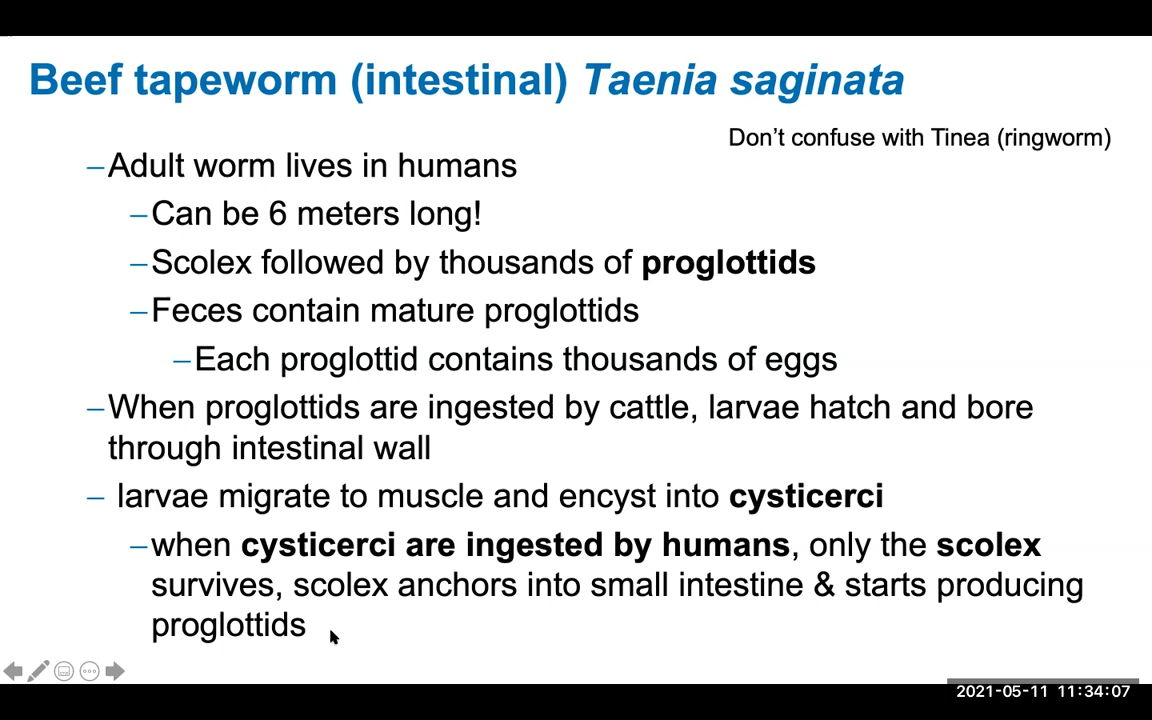 Beef tapeworm (intestinal) Taenia saginata
Don’t confuse with Tinea (ringworm)
–Adult worm lives in humans
–Can be 6 meters long!
–Scolex followed by thousands of proglottids
–Feces contain mature proglottids
–Each proglottid contains thousands of eggs
–When proglottids are ingested by cattle, larvae hatch and bore
through intestinal wall
– larvae migrate to muscle and encyst into cysticerci
–when cysticerci are ingested by humans, only the scolex
survives, scolex anchors into small intestine & starts producing
proglottids
2021-05-11 11:34:07